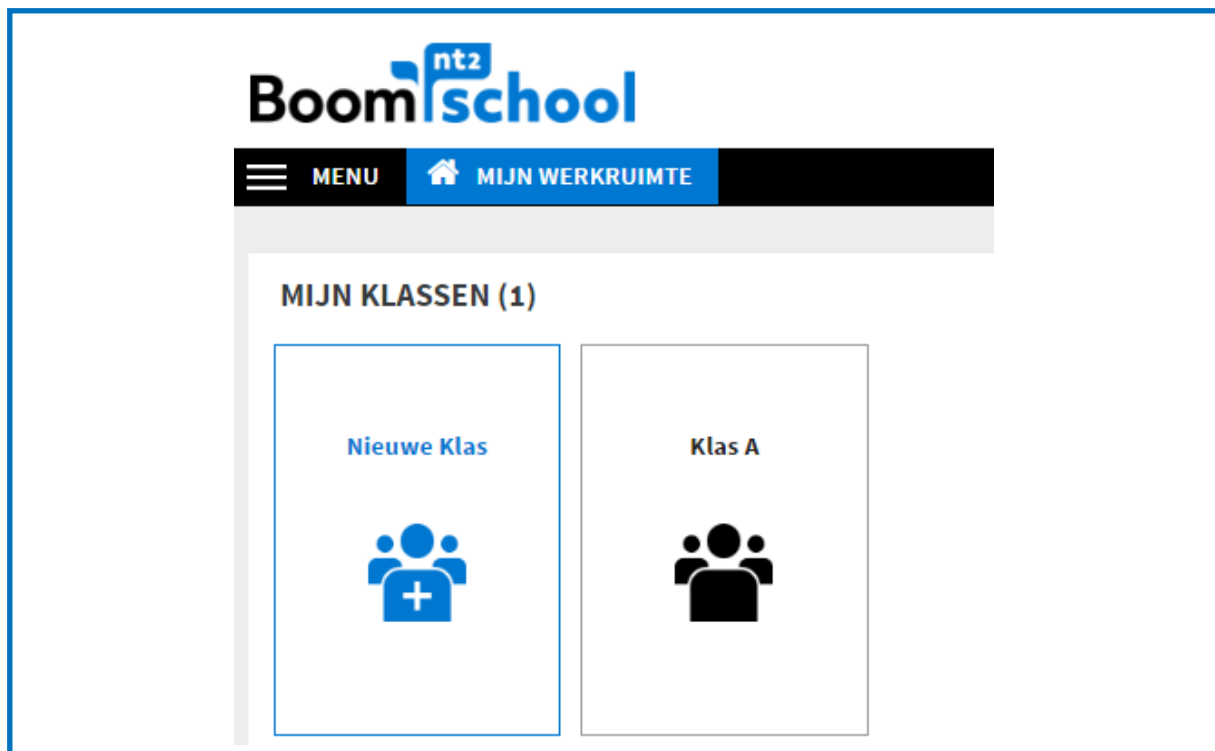 nt2
Boom school
MENU MIJN WERKRUIMTE
MIJN KLASSEN (1)
Nieuwe Klas Klas A